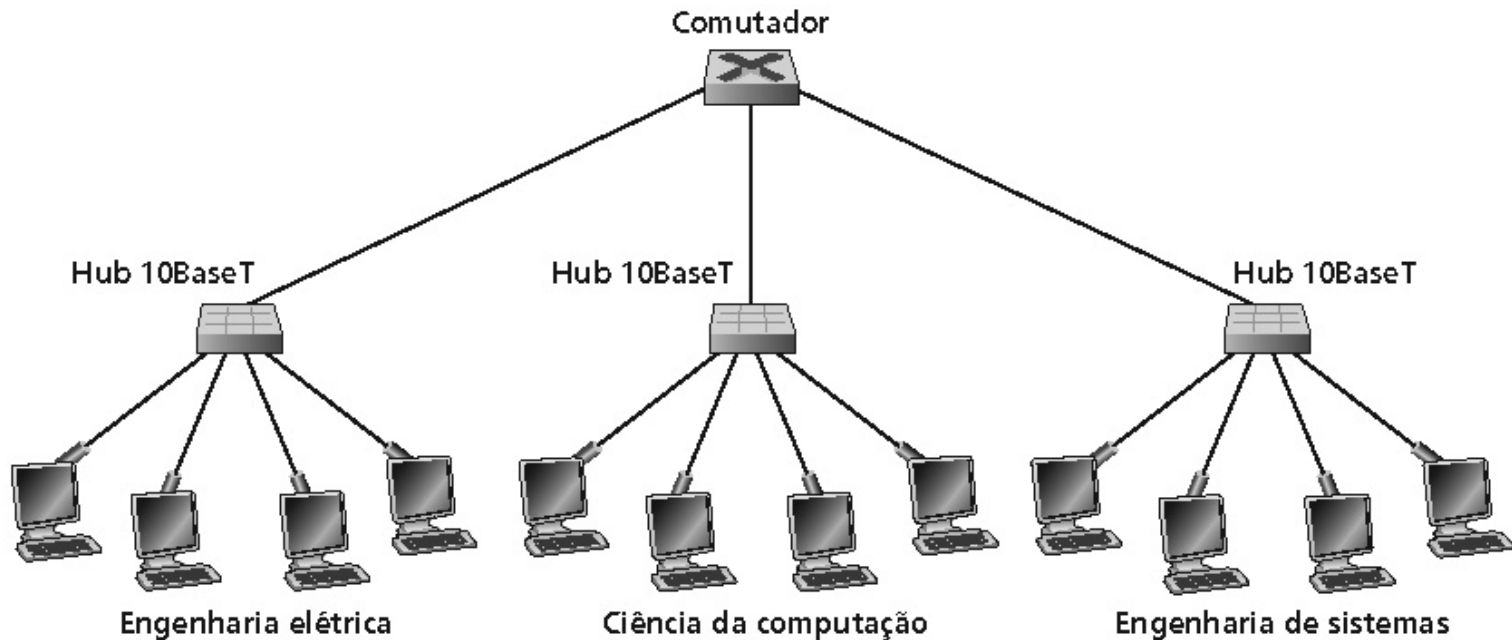 Comutador
Hub 10BaseT
Hub 10BaseT
Hub 10BaseT
Engenharia elétrica
Ciência da computação
Engenharia de sistemas